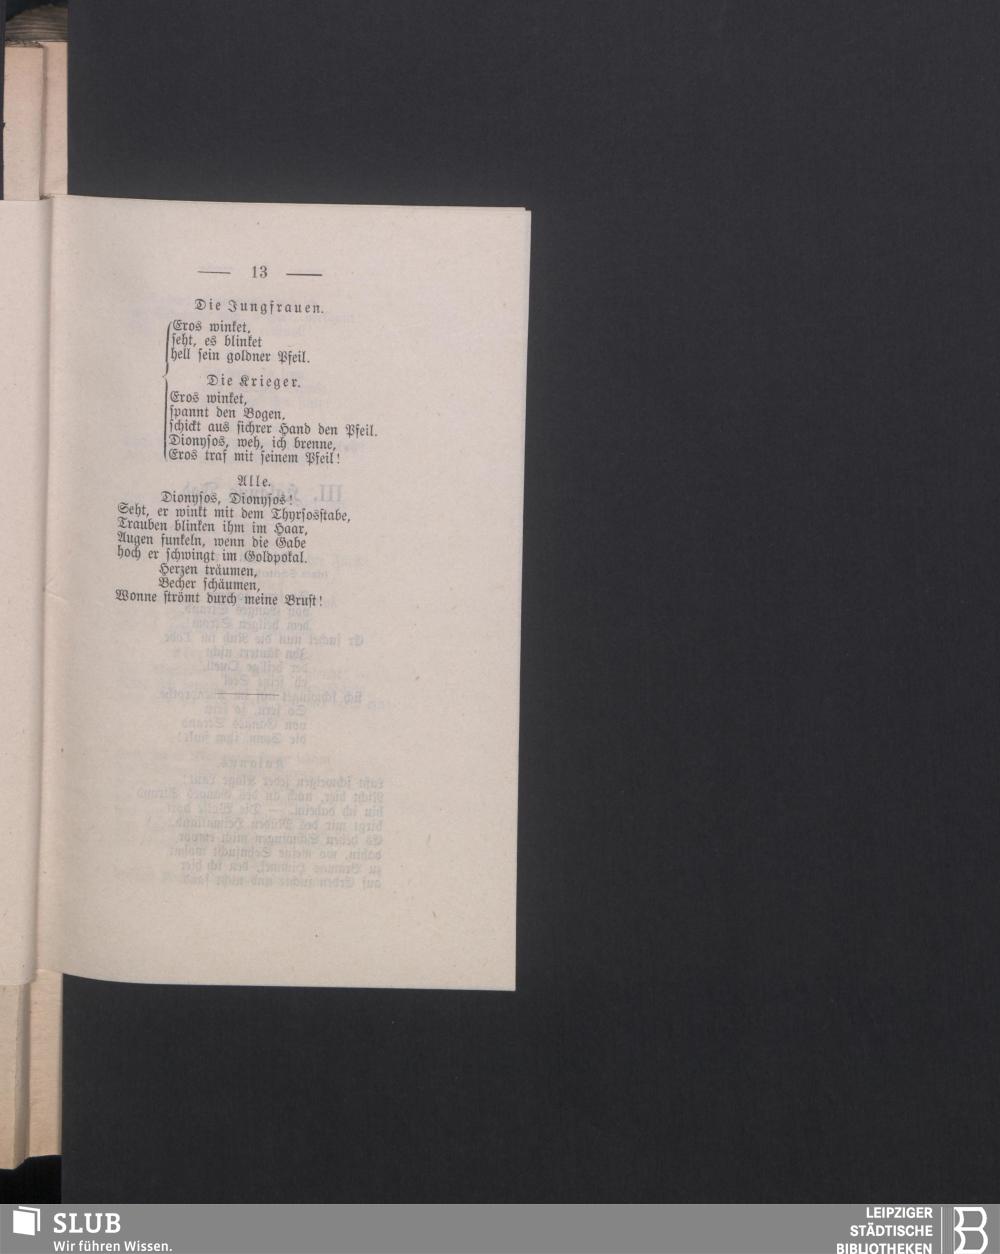 — 13 —
Die Jungfrauen.
Eros winket,
seht, es blinket
hell sein goldner Pfeil.
Die Krieger.
Eros winket,
spannt den Bogen,
schickt aus sichrer Hand den Pfeil.
Dionysos, weh, ich brenne,
Eros traf mit seinem Pfeil!
Alle.
Dionysos, Dionysos!
Seht, er winkt mit dem Thyrsosstabe,
Trauben blinken ihm im Haar,
Augen funkeln, wenn die Gabe
hoch er schwingt im Goldpokal.
Herzen träumen,
Becher schäumen,
Wonne strömt durch meine Brust!
SLUB
Wir führen Wissen.
LEIPZIGER
STÄDTISCHE
BIBLIOTHEKEN